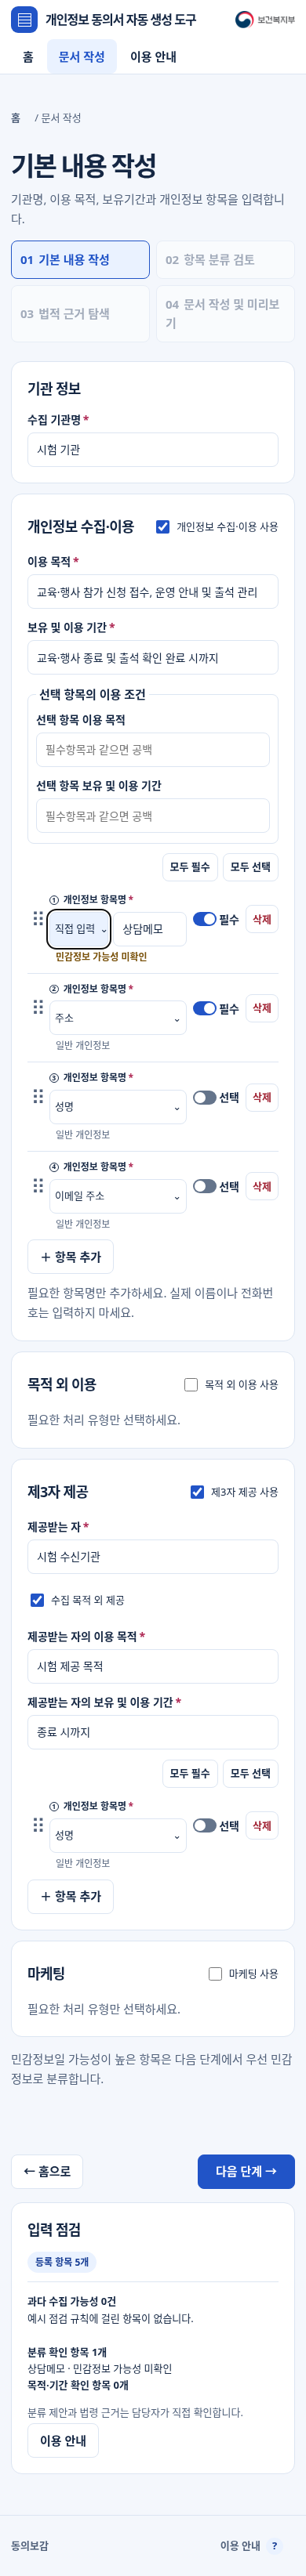 개인정보 동의서 자동 생성 도구
보건복지부
홈 문서 작성 이용 안내
홈 / 문서 작성
기본 내용 작성
기관명, 이용 목적, 보유기간과 개인정보 항목을 입력합니
다.
01 기본 내용 작성
02 항목 분류 검토
03 법적 근거 탐색
04 문서 작성 및 미리보
기
기관 정보
수집 기관명 *
시험 기관
개인정보 수집·이용
개인정보 수집·이용 사용
이용 목적 *
교육·행사 참가 신청 접수, 운영 안내 및 출석 관리
보유 및 이용 기간 *
교육·행사 종료 및 출석 확인 완료 시까지
선택 항목의 이용 조건
선택 항목 이용 목적
필수항목과 같으면 공백
선택 항목 보유 및 이용 기간
필수항목과 같으면 공백
모두 필수 모두 선택
① 개인정보 항목명 *
직접 입력 상담메모 필수 삭제
민감정보 가능성 미확인
② 개인정보 항목명 *
주소 필수 삭제
일반 개인정보
③ 개인정보 항목명 *
성명 선택 삭제
일반 개인정보
④ 개인정보 항목명 *
이메일 주소 선택 삭제
일반 개인정보
+ 항목 추가
필요한 항목명만 추가하세요. 실제 이름이나 전화번
호는 입력하지 마세요.
목적 외 이용
목적 외 이용 사용
필요한 처리 유형만 선택하세요.
제3자 제공
제3자 제공 사용
제공받는 자 *
시험 수신기관
수집 목적 외 제공
제공받는 자의 이용 목적 *
시험 제공 목적
제공받는 자의 보유 및 이용 기간 *
종료 시까지
모두 필수 모두 선택
① 개인정보 항목명 *
성명 선택 삭제
일반 개인정보
+ 항목 추가
마케팅
마케팅 사용
필요한 처리 유형만 선택하세요.
민감정보일 가능성이 높은 항목은 다음 단계에서 우선 민감
정보로 분류합니다.
← 홈으로
다음 단계 →
입력 점검
등록 항목 5개
과다 수집 가능성 0건
예시 점검 규칙에 걸린 항목이 없습니다.
분류 확인 항목 1개
상담메모 · 민감정보 가능성 미확인
목적·기간 확인 항목 0개
분류 제안과 법령 근거는 담당자가 직접 확인합니다.
이용 안내
동의보감
이용 안내 ?